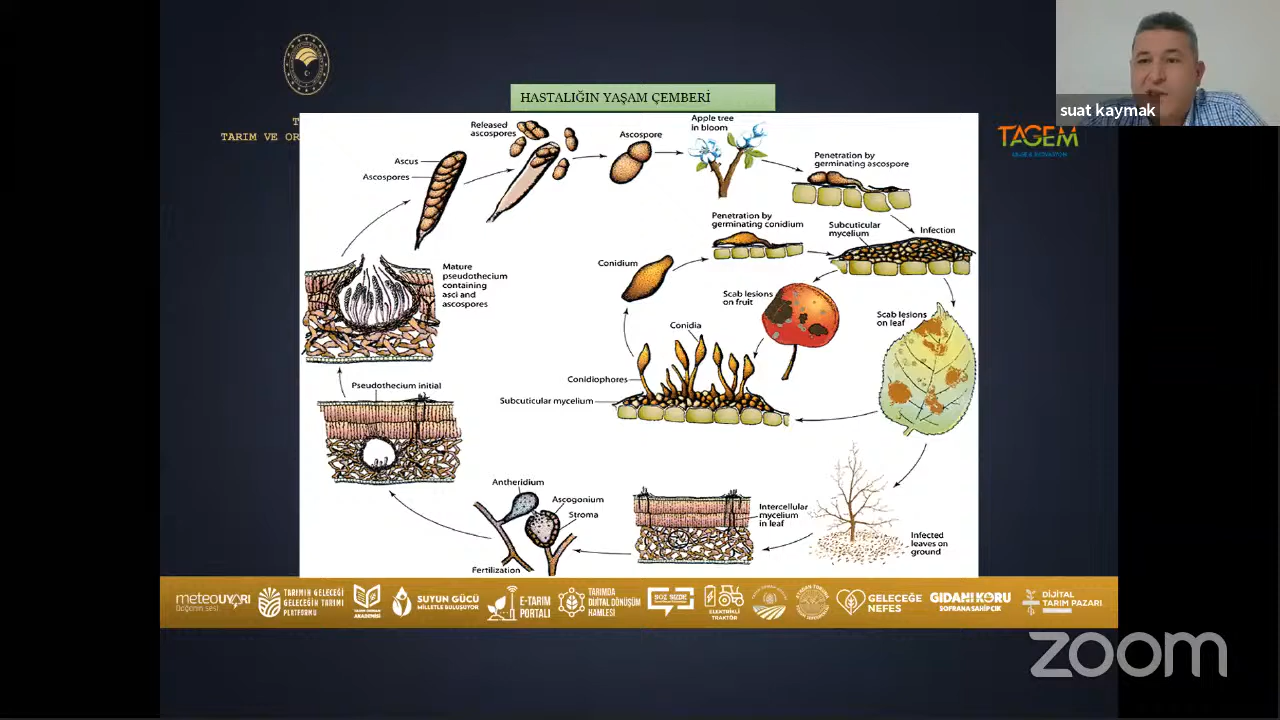 suat kaymak
HASTALIĞIN YAŞAM ÇEMBERİ
T
TARIM VE OR
TAGEM
Released
ascospores
Ascospore
Apple tree
in bloom
Ascus
Ascospores
Penetration by
germinating ascospore
Penetration by
germinating conidium
Subcuticular
mycelium
Infection
Conidium
Mature
pseudothecium
containing
asci and
ascospores
Scab lesions
on fruit
Scab lesions
on leaf
Conidia
Conidiophores
Subcuticular mycelium
Pseudothecium initial
Antheridium
Ascogonium
Stroma
Fertilization
Intercellular
mycelium
in leaf
Infected
leaves on
ground
meteoUYARI
Doğanın sesi
TARIMIN GELECEĞİ
GELECEĞİN TARIMI
PLATFORMU
AKADEMİSİ
SUYUN GÜCÜ
MİLLETLE BULUŞUYOR
E-TARIM
PORTALI
TARIMDA
DİJİTAL DÖNÜŞÜM
HAMLESİ
SÖZ SİZDE
ELEKTRİKLİ
TRAKTÖR
GELECEĞE
NEFES
GIDANI KORU
SOFRANA SAHİP ÇIK
DİJİTAL
TARIM PAZARI
zoom